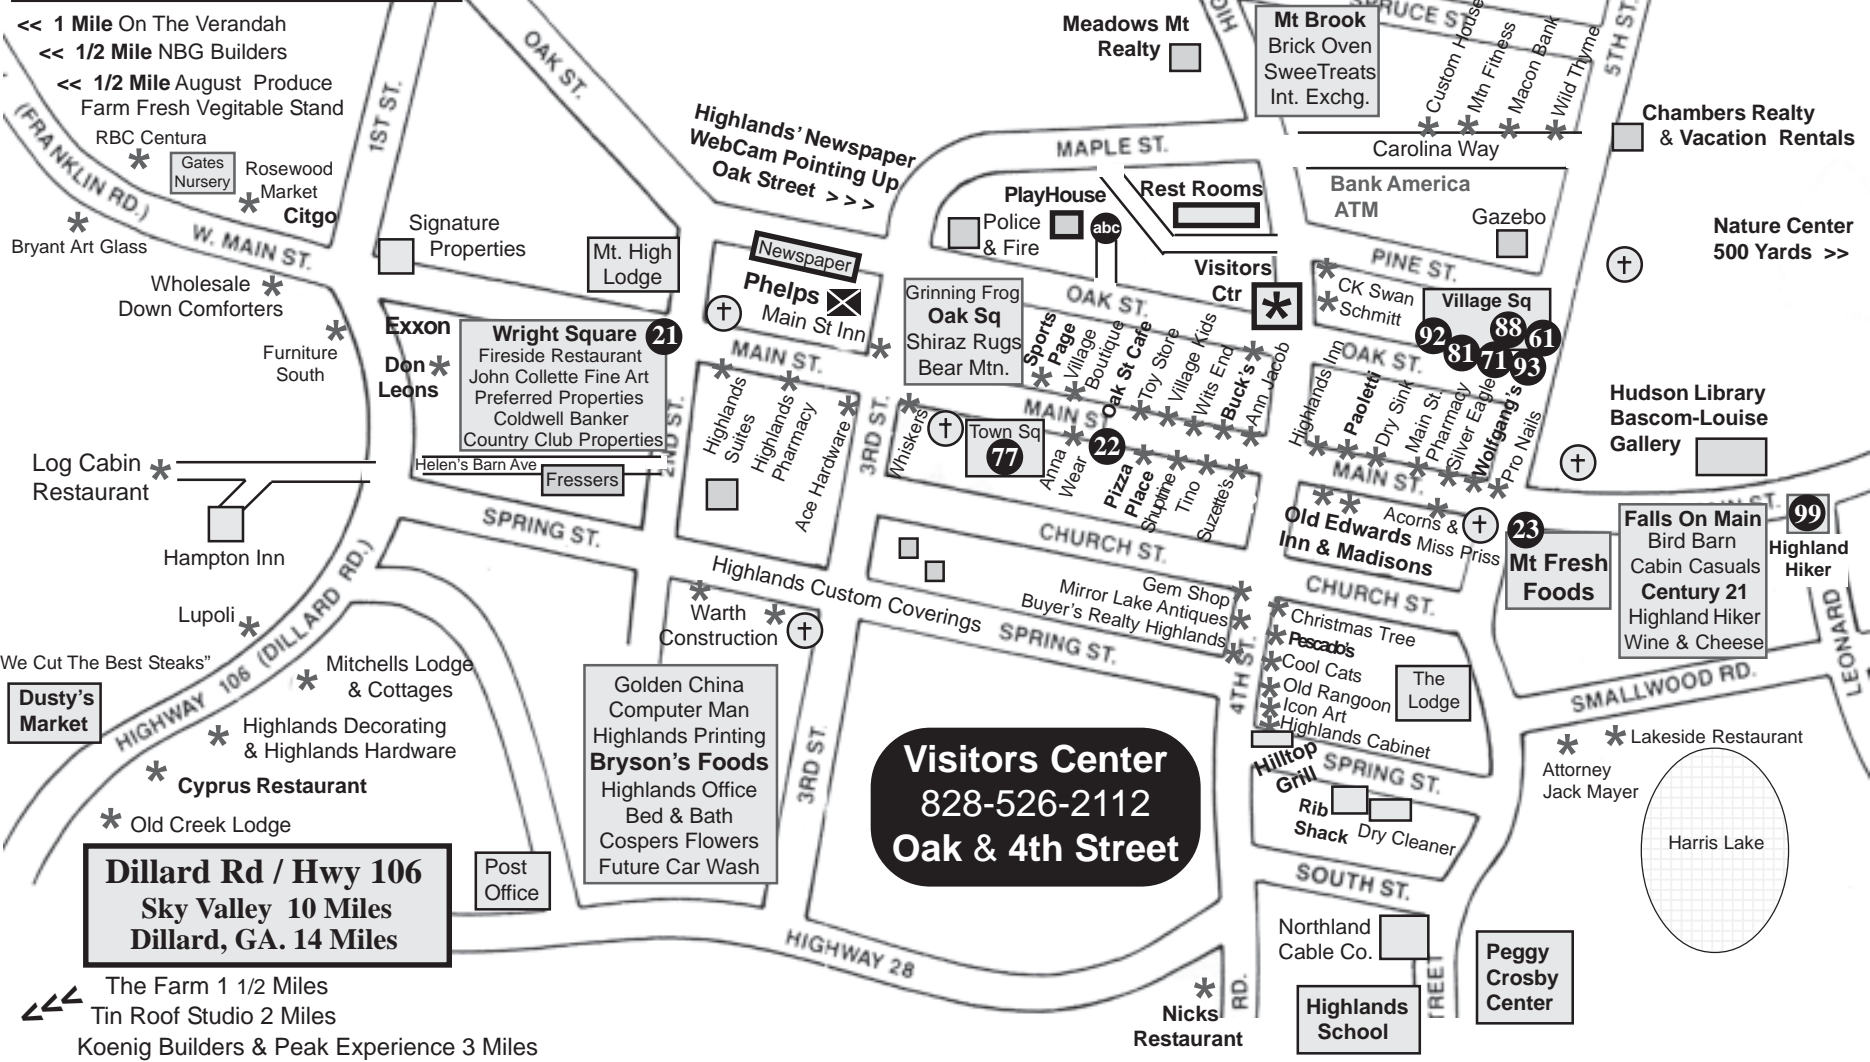 << 1 Mile On The Verandah
<< 1/2 Mile NBG Builders
<< 1/2 Mile August Produce
Farm Fresh Vegitable Stand
(FRANKLIN RD.)
RBC Centura
Gates
Nursery
Rosewood
Market
Citgo
Bryant Art Glass
W. MAIN ST.
1ST ST.
OAK ST.
Wholesale
Down Comforters
Furniture
South
Signature
Properties
Mt. High
Lodge
Exxon
Don
Leons
Wright Square
21
Fireside Restaurant
John Collette Fine Art
Preferred Properties
Coldwell Banker
Country Club Properties
Helen's Barn Ave
Fressers
2ND ST.
Log Cabin
Restaurant
Hampton Inn
SPRING ST.
Highlands' Newspaper
WebCam Pointing Up
Oak Street > > >
Newspaper
Phelps
Main St Inn
MAIN ST.
Highlands
Suites
Highlands
Pharmacy
Ace Hardware
3RD ST.
Whiskers
Meadows Mt
Realty
Mt Brook
Brick Oven
SweeTreats
Int. Exchg.
SPRUCE ST.
Custom House
Mtn Fitness
Macon Bank
Wild Thyme
5TH ST.
MAPLE ST.
Carolina Way
Chambers Realty
& Vacation Rentals
PlayHouse
Police
& Fire
abc
Rest Rooms
Bank America
ATM
Gazebo
Nature Center
500 Yards >>
Visitors
Ctr
PINE ST.
CK Swan
Schmitt
Village Sq
92
88
61
81
71
93
OAK ST.
OAK ST.
Grinning Frog
Oak Sq
Shiraz Rugs
Bear Mtn.
Sports
Page
Village
Boutique
Oak St Cafe
Toy Store
Village Kids
Wits End
Buck's
Ann Jacob
MAIN S
Town Sq
77
Anna
Wear
22
Pizza
Place
Shuptrine
Tino
Suzette's
Highlands Inn
Paoletti
Dry Sink
Main St.
Pharmacy
Silver Eagle
Wolfgang's
Pro Nails
MAIN ST.
Hudson Library
Bascom-Louise
Gallery
Old Edwards
Inn & Madisons
Acorns &
Miss Priss
23
Mt Fresh
Foods
Falls On Main
Bird Barn
Cabin Casuals
Century 21
Highland Hiker
Wine & Cheese
99
Highland
Hiker
LEONARD
CHURCH ST.
CHURCH ST.
Gem Shop
Mirror Lake Antiques
Buyer's Realty Highlands
Highlands Custom Coverings
SPRING ST.
Warth
Construction
Lupoli
HIGHWAY 106 (DILLARD RD.)
We Cut The Best Steaks”
Dusty's
Market
Mitchells Lodge
& Cottages
Highlands Decorating
& Highlands Hardware
Cyprus Restaurant
Old Creek Lodge
Dillard Rd / Hwy 106
Sky Valley 10 Miles
Dillard, GA. 14 Miles
The Farm 1 1/2 Miles
Tin Roof Studio 2 Miles
Koenig Builders & Peak Experience 3 Miles
Post
Office
Golden China
Computer Man
Highlands Printing
Bryson's Foods
Highlands Office
Bed & Bath
Cospers Flowers
Future Car Wash
3RD ST.
Visitors Center
828-526-2112
Oak & 4th Street
HIGHWAY 28
4TH ST.
Christmas Tree
Pescado's
Cool Cats
Old Rangoon
Icon Art
Highlands Cabinet
The
Lodge
SMALLWOOD RD.
Hilltop
Grill
SPRING ST.
Rib
Shack
Dry Cleaner
SOUTH ST.
Attorney
Jack Mayer
Lakeside Restaurant
Harris Lake
Northland
Cable Co.
Nicks
Restaurant
RD.
Highlands
School
TREET
Peggy
Crosby
Center